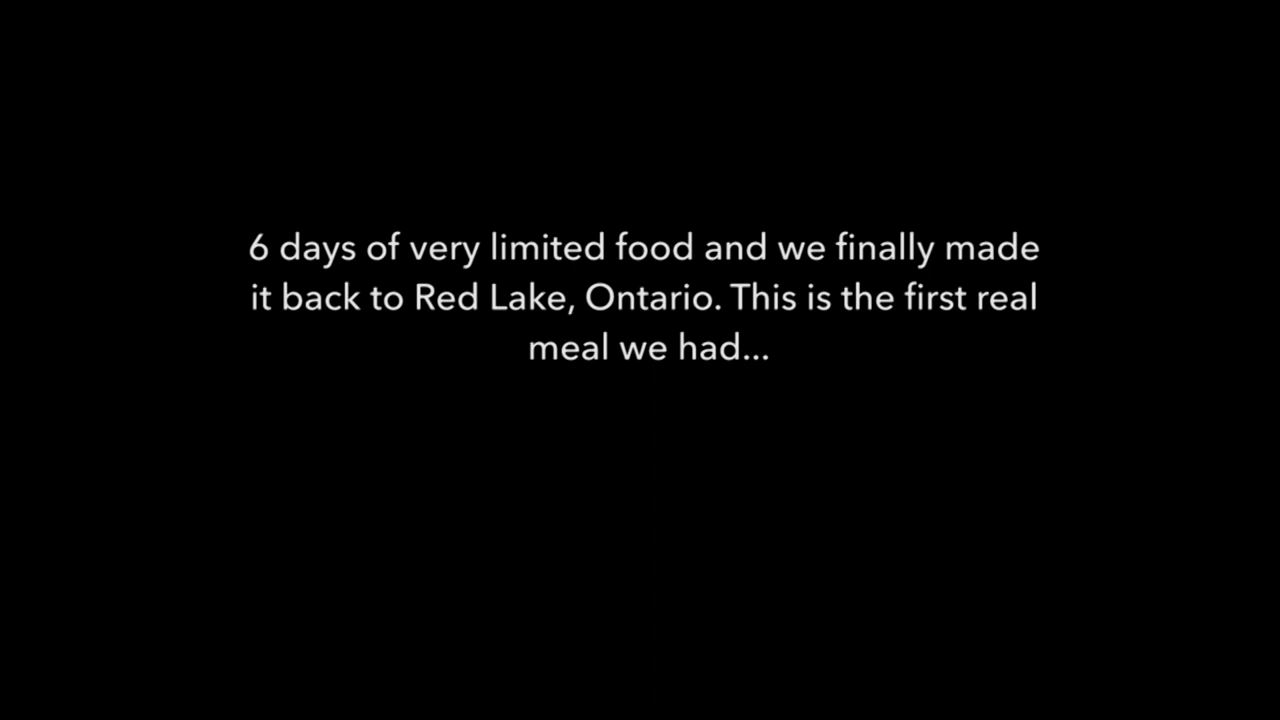 6 days of very limited food and we finally made
it back to Red Lake, Ontario. This is the first real
meal we had...